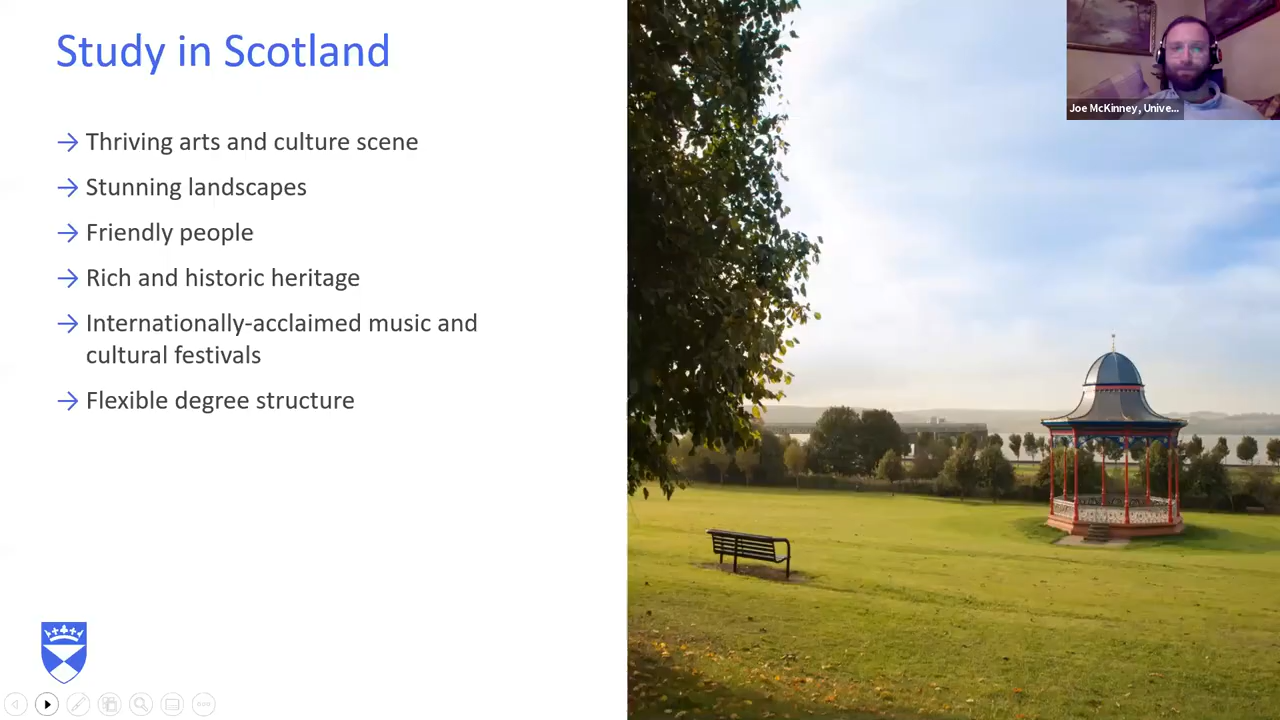 Study in Scotland
→ Thriving arts and culture scene
→ Stunning landscapes
→ Friendly people
→ Rich and historic heritage
→ Internationally-acclaimed music and
cultural festivals
→ Flexible degree structure
Joe McKinney, Unive...